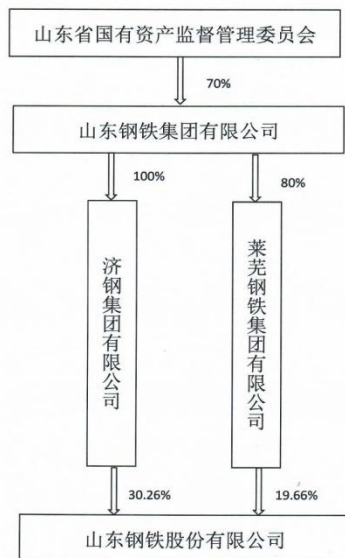 山东省国有资产监督管理委员会
70%
山东钢铁集团有限公司
100%
80%
济钢集团有限公司
莱芜钢铁集团有限公司
30.26%
19.66%
山东钢铁股份有限公司